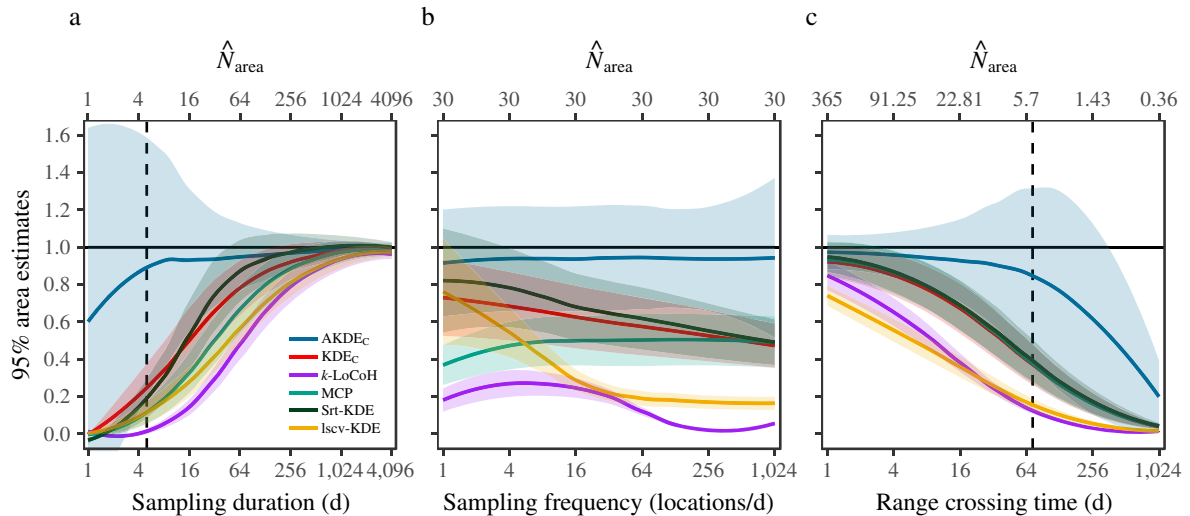 a
b
c
N̂area
N̂area
N̂area
1 4 16 64 256 1024 4096
30 30 30 30 30 30
365 91.25 22.81 5.7 1.43 0.36
95% area estimates
1.6
1.4
1.2
1.0
0.8
0.6
0.4
0.2
0.0
AKDEC
KDEC
k-LoCoH
MCP
Srt-KDE
lscv-KDE
1 4 16 64 256 1,024 4,096
1 4 16 64 256 1,024
1 4 16 64 256 1,024
Sampling duration (d)
Sampling frequency (locations/d)
Range crossing time (d)